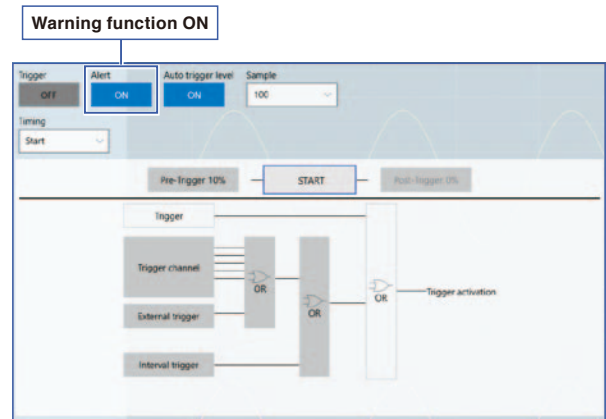 Warning function ON
Trigger Alert Auto trigger level Sample
OFF ON ON 100
Timing
Start
Pre-Trigger 10% START Post-Trigger 0%
Trigger
Trigger channel
OR
External trigger
OR
OR
Trigger activation
Interval trigger